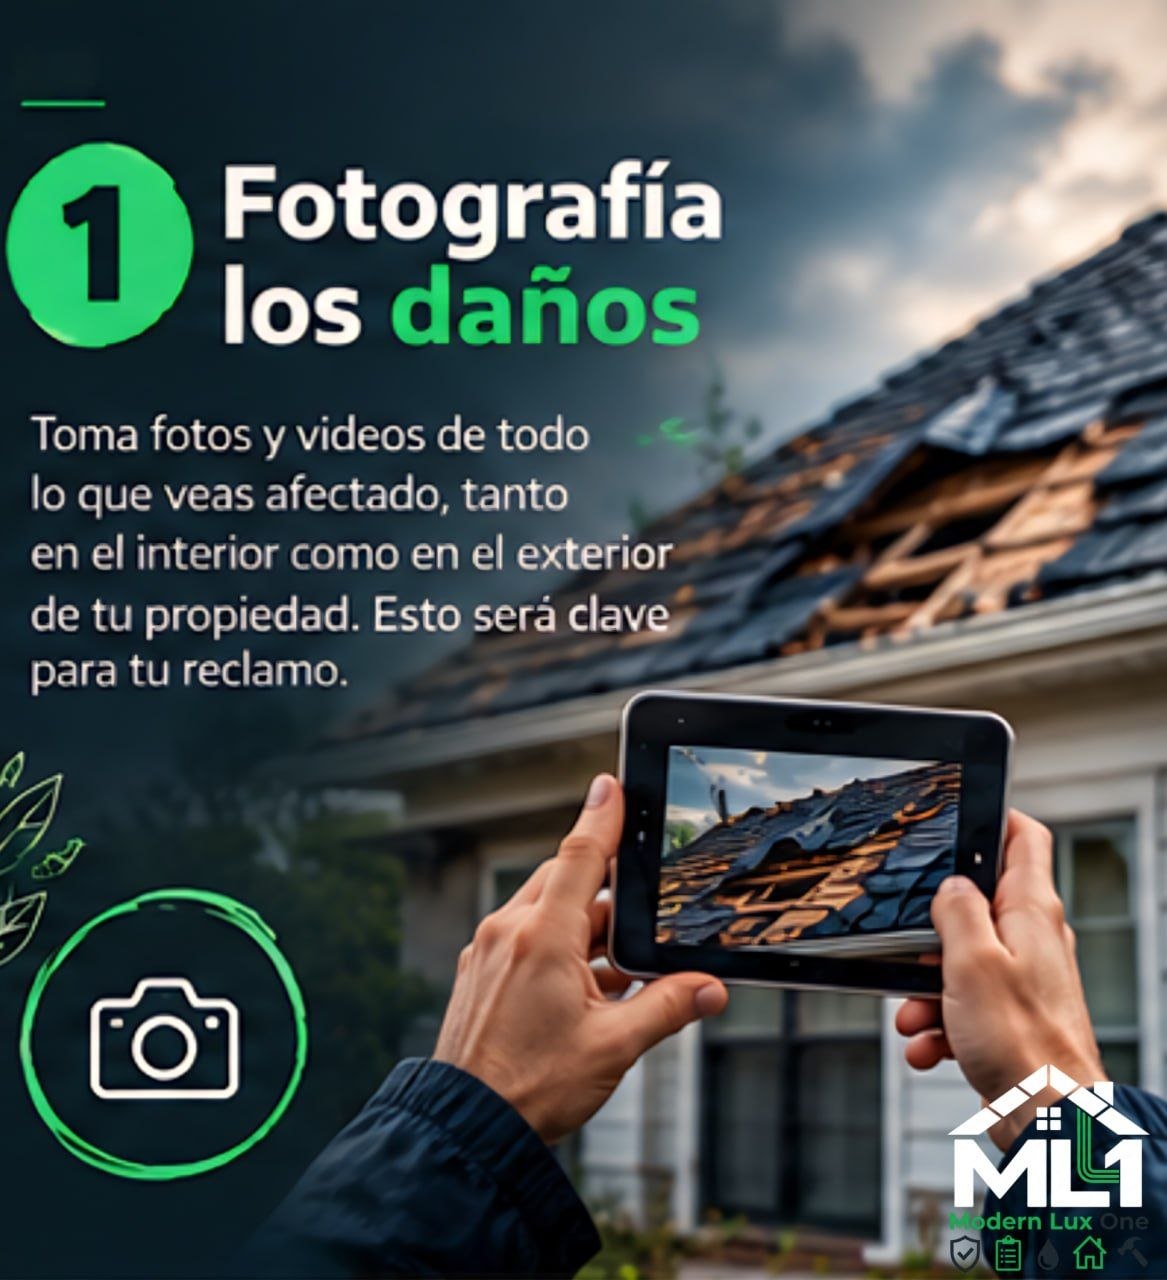 1
Fotografía
los daños
Toma fotos y videos de todo
lo que veas afectado, tanto
en el interior como en el exterior
de tu propiedad. Esto será clave
para tu reclamo.
ML1
Modern Lux One